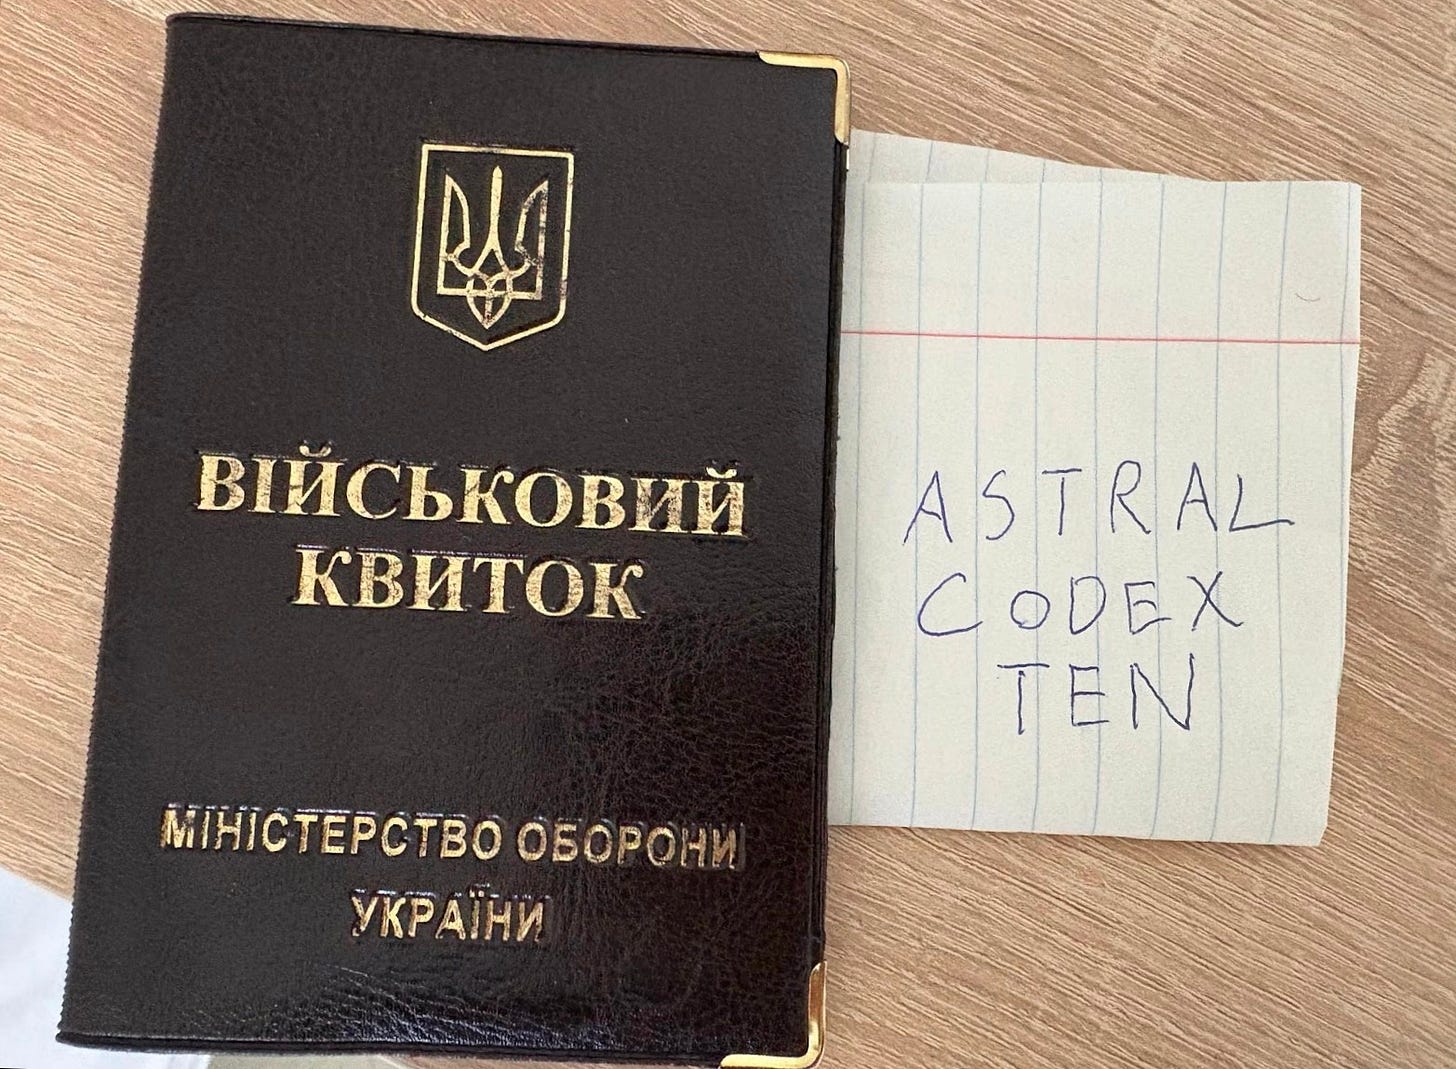 ВІЙСЬКОВИЙ
КВИТОК
МІНІСТЕРСТВО ОБОРОНИ
УКРАЇНИ
ASTRAL
CODEX
TEN